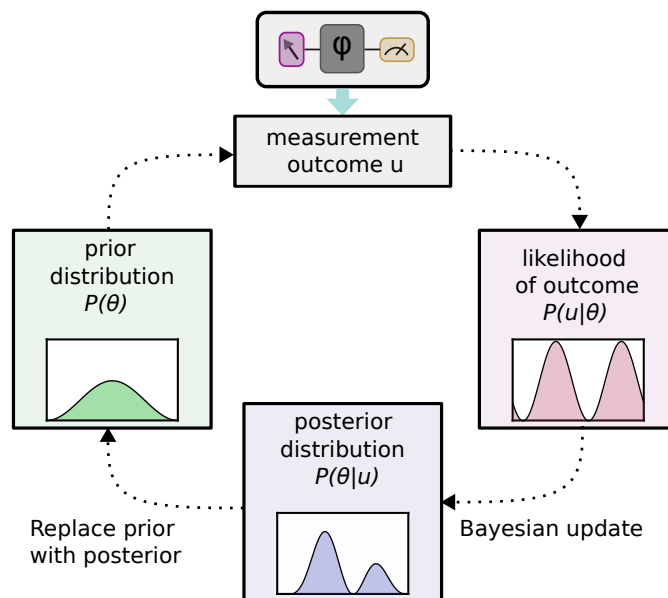 φ
measurement
outcome u
prior
distribution
P(θ)
likelihood
of outcome
P(u|θ)
posterior
distribution
P(θ|u)
Replace prior
with posterior
Bayesian update